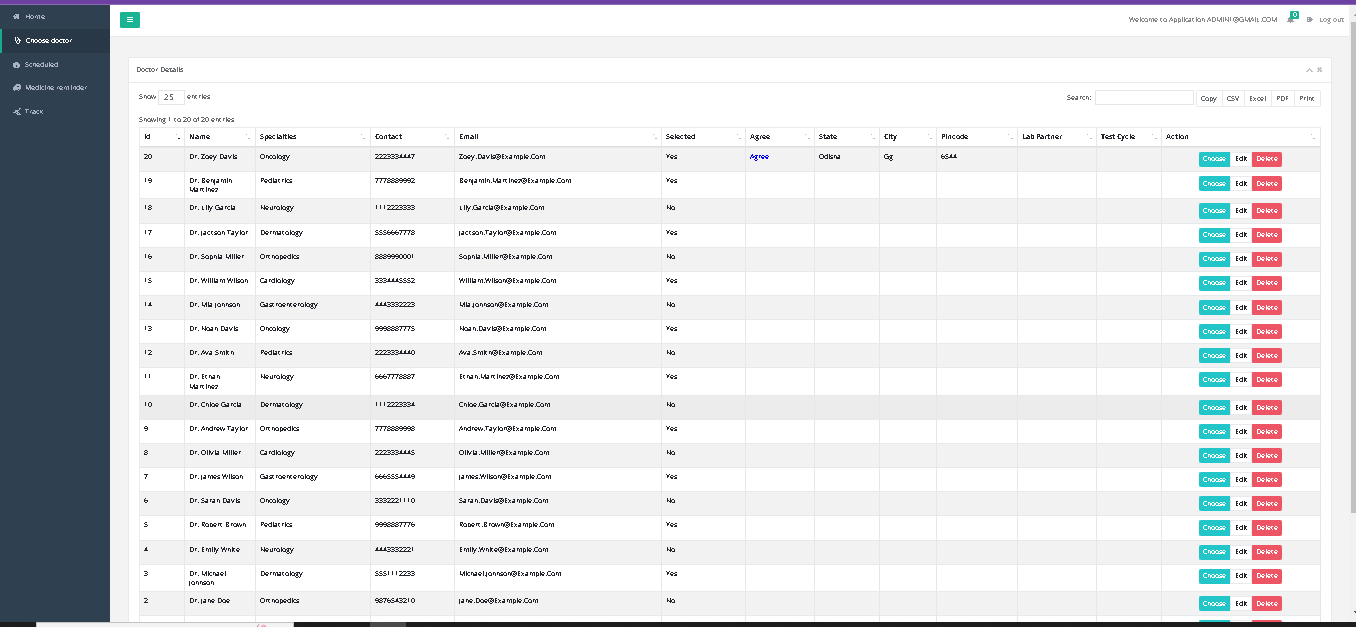 Home
Welcome to Application ADMIN1@GMAIL.COM 0 Log out
Choose doctor
Scheduled
Medicine reminder
Track
Doctor Details
Show 25 entries
Search: Copy CSV Excel PDF Print
Showing 1 to 20 of 20 entries
Id Name Specialties Contact Email Selected Agree State City Pincode Lab Partner Test Cycle Action
20 Dr. Zoey Davis Oncology 2223334447 Zoey.Davis@Example.Com Yes Agree Odisha Gg 6544 Choose Edit Delete
19 Dr. Benjamin Martinez Pediatrics 7778889992 Benjamin.Martinez@Example.Com Yes Choose Edit Delete
18 Dr. Lily Garcia Neurology 1112223333 Lily.Garcia@Example.Com No Choose Edit Delete
17 Dr. Jackson Taylor Dermatology 5556667778 Jackson.Taylor@Example.Com Yes Choose Edit Delete
16 Dr. Sophia Miller Orthopedics 8889990001 Sophia.Miller@Example.Com No Choose Edit Delete
15 Dr. William Wilson Cardiology 3334445552 William.Wilson@Example.Com Yes Choose Edit Delete
14 Dr. Mia Johnson Gastroenterology 4443332223 Mia.Johnson@Example.Com No Choose Edit Delete
13 Dr. Noah Davis Oncology 9998887775 Noah.Davis@Example.Com Yes Choose Edit Delete
12 Dr. Ava Smith Pediatrics 2223334440 Ava.Smith@Example.Com No Choose Edit Delete
11 Dr. Ethan Martinez Neurology 6667778887 Ethan.Martinez@Example.Com Yes Choose Edit Delete
10 Dr. Chloe Garcia Dermatology 1112223334 Chloe.Garcia@Example.Com No Choose Edit Delete
9 Dr. Andrew Taylor Orthopedics 7778889998 Andrew.Taylor@Example.Com Yes Choose Edit Delete
8 Dr. Olivia Miller Cardiology 2223334445 Olivia.Miller@Example.Com No Choose Edit Delete
7 Dr. James Wilson Gastroenterology 6665554449 James.Wilson@Example.Com Yes Choose Edit Delete
6 Dr. Sarah Davis Oncology 3332221110 Sarah.Davis@Example.Com No Choose Edit Delete
5 Dr. Robert Brown Pediatrics 9998887776 Robert.Brown@Example.Com Yes Choose Edit Delete
4 Dr. Emily White Neurology 4443332221 Emily.White@Example.Com No Choose Edit Delete
3 Dr. Michael Johnson Dermatology 5551112233 Michael.Johnson@Example.Com Yes Choose Edit Delete
2 Dr. Jane Doe Orthopedics 9876543210 Jane.Doe@Example.Com No Choose Edit Delete